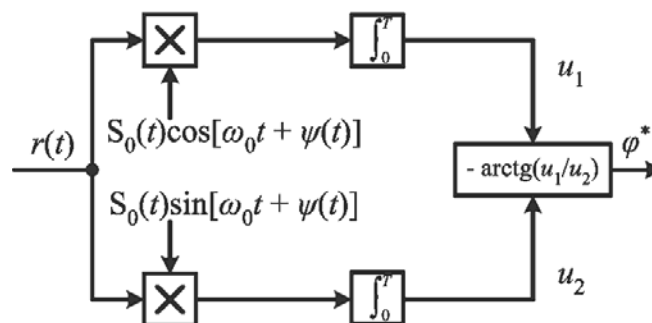 ∫₀ᵀ
u₁
S₀(t)cos[ω₀t + ψ(t)]
r(t)
- arctg(u₁/u₂)
φ*
S₀(t)sin[ω₀t + ψ(t)]
u₂
∫₀ᵀ